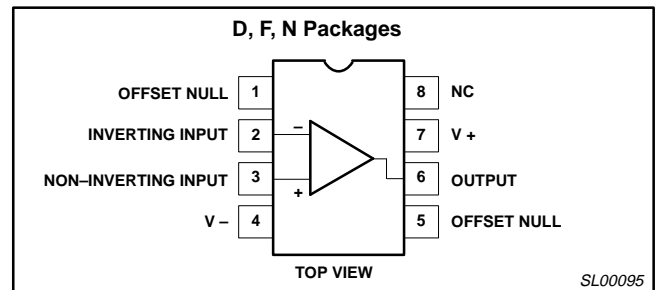 D, F, N Packages
OFFSET NULL 1 8 NC
INVERTING INPUT 2 – 7 V +
NON–INVERTING INPUT 3 + 6 OUTPUT
V – 4 5 OFFSET NULL
TOP VIEW
SL00095